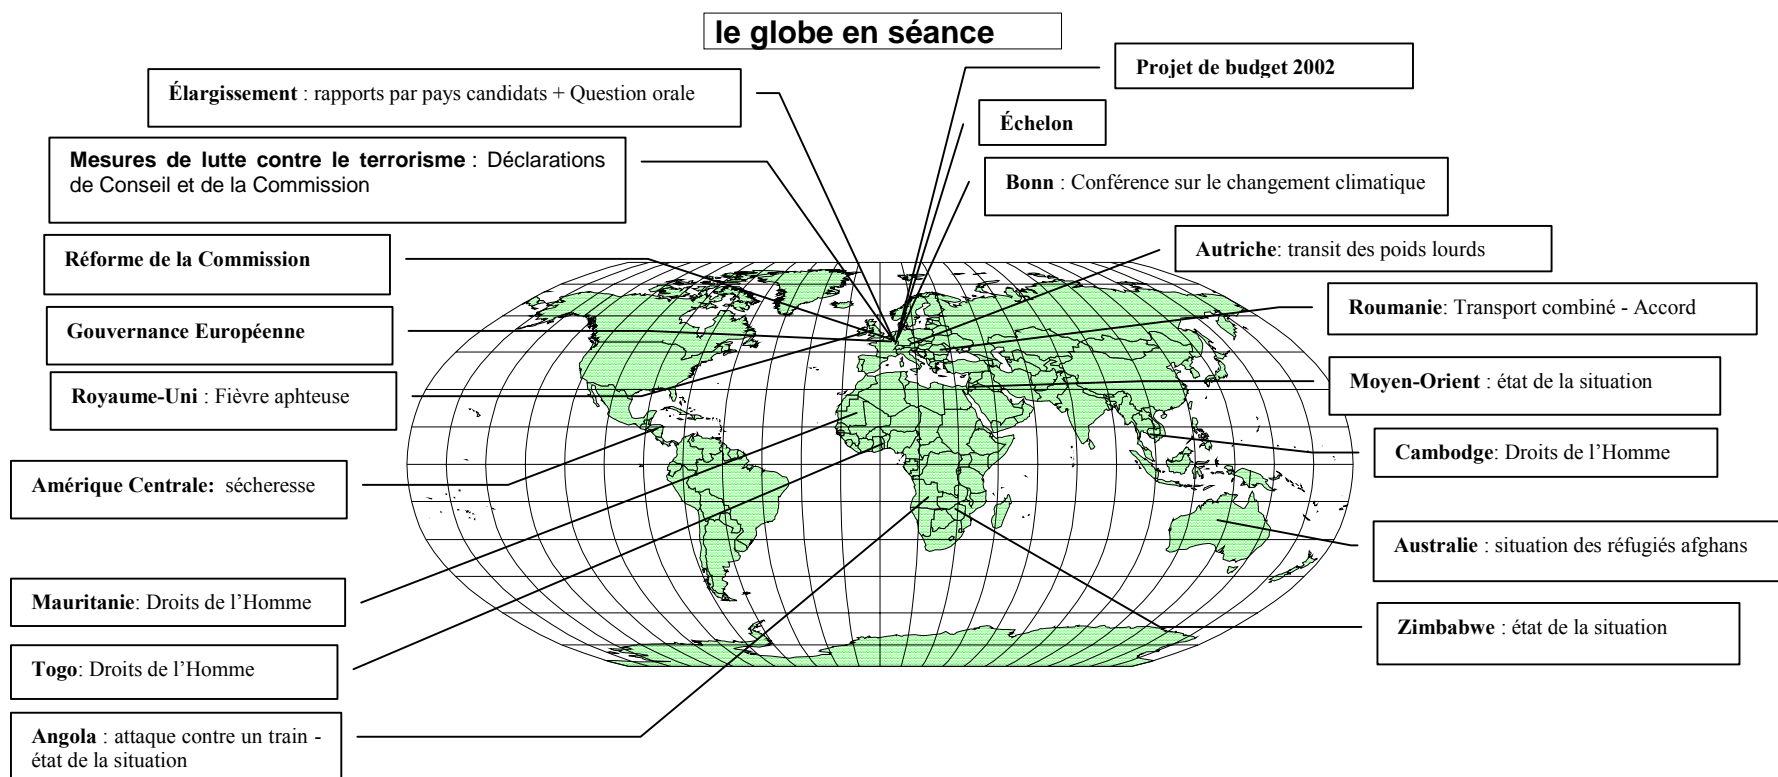 le globe en séance
Projet de budget 2002
Élargissement : rapports par pays candidats + Question orale
Échelon
Mesures de lutte contre le terrorisme : Déclarations
de Conseil et de la Commission
Bonn : Conférence sur le changement climatique
Réforme de la Commission
Autriche: transit des poids lourds
Gouvernance Européenne
Roumanie: Transport combiné - Accord
Royaume-Uni : Fièvre aphteuse
Moyen-Orient : état de la situation
Cambodge: Droits de l’Homme
Amérique Centrale: sécheresse
Australie : situation des réfugiés afghans
Mauritanie: Droits de l’Homme
Zimbabwe : état de la situation
Togo: Droits de l’Homme
Angola : attaque contre un train -
état de la situation